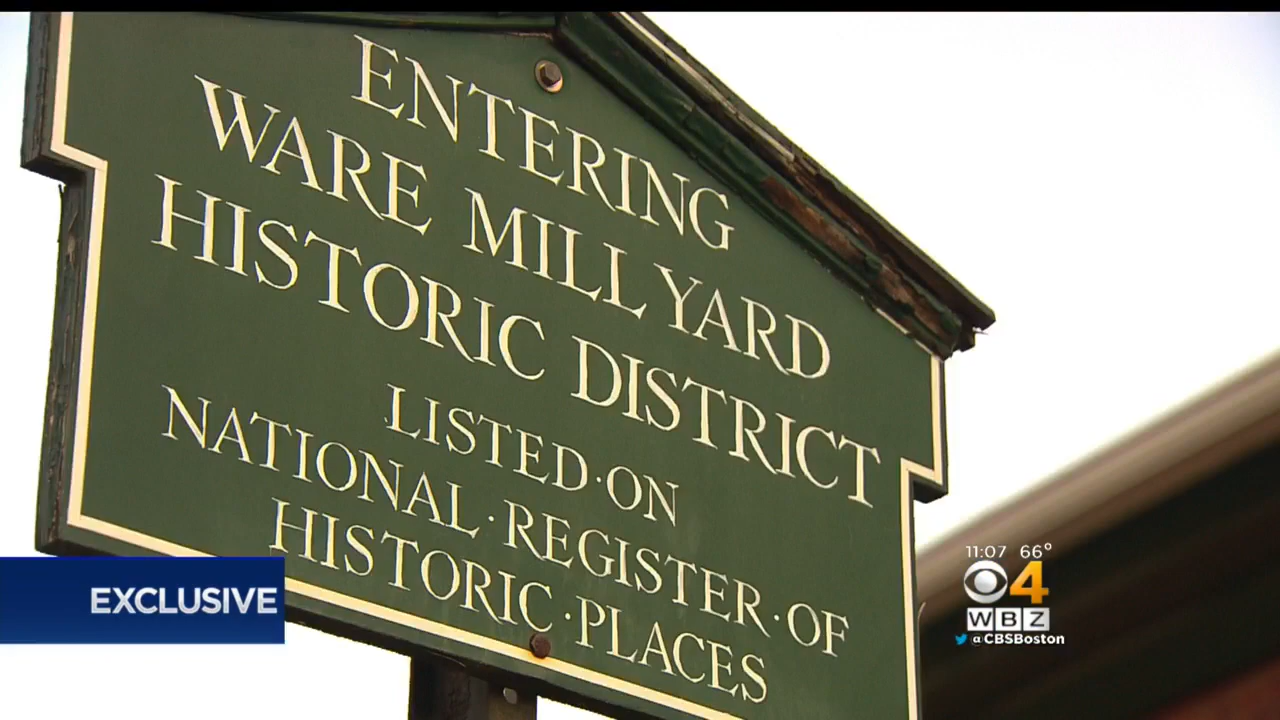 ENTERING
WARE MILLYARD
HISTORIC DISTRICT
LISTED·ON
NATIONAL·REGISTER·OF
HISTORIC·PLACES
EXCLUSIVE
11:07 66°
4
WBZ
@CBSBoston